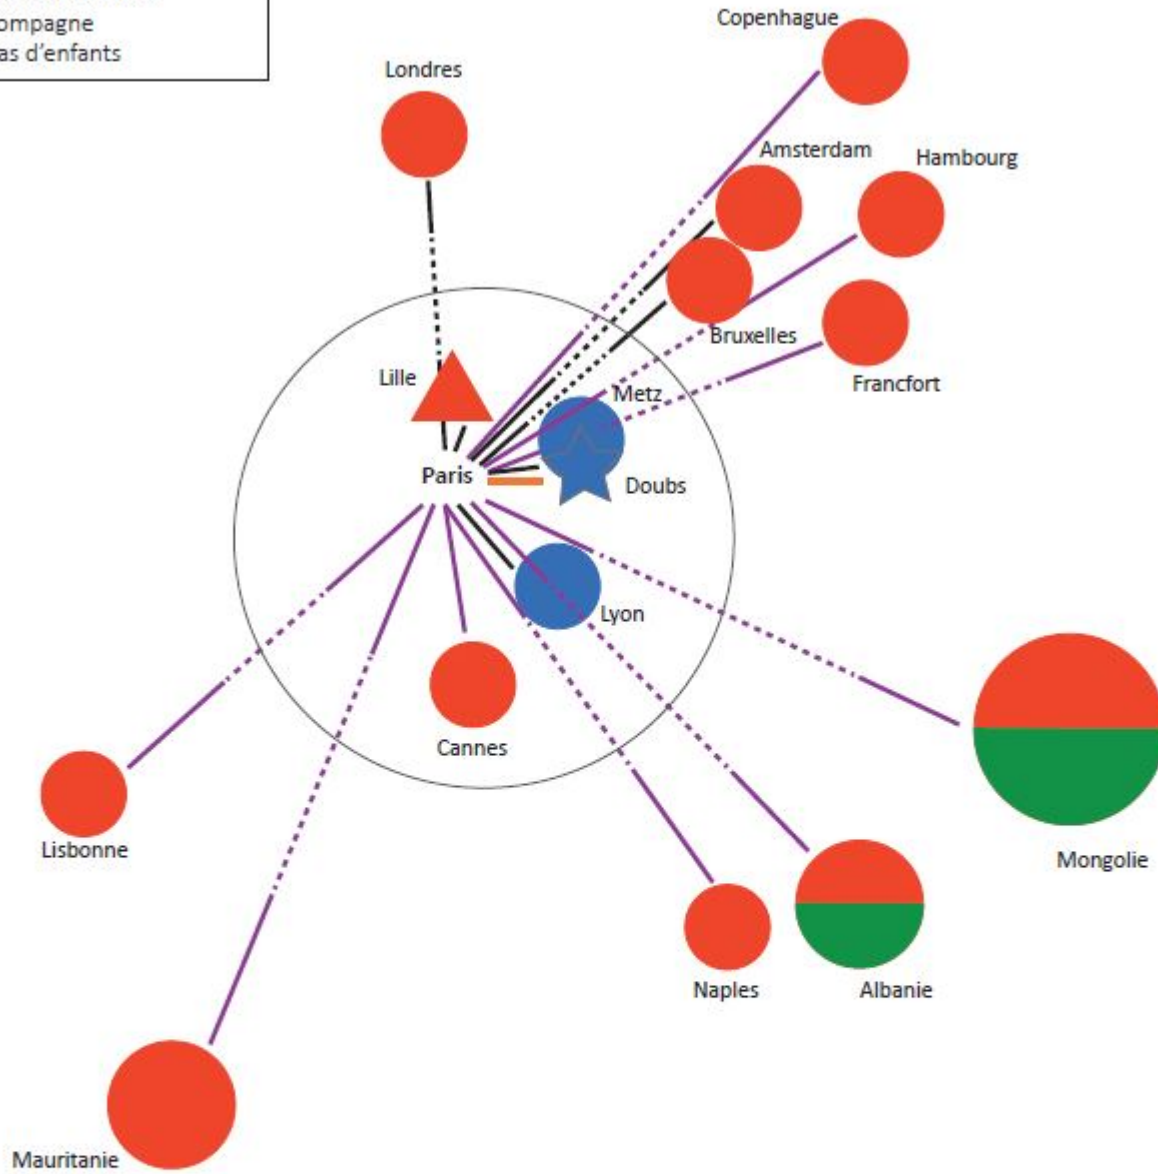 as d'enfants
Copenhague
Londres
Amsterdam
Hambourg
Bruxelles
Lille
Francfort
Metz
Paris
Doubs
Lyon
Cannes
Lisbonne
Mongolie
Naples
Albanie
Mauritanie